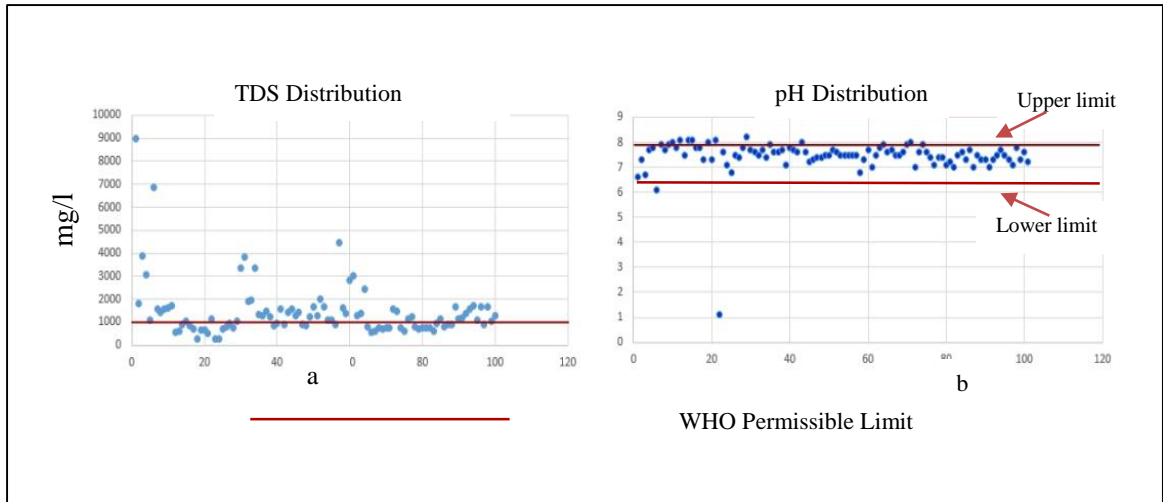 TDS Distribution
mg/l
10000
9000
8000
7000
6000
5000
4000
3000
2000
1000
0
0 20 40 0 80 100 120
a
pH Distribution
Upper limit
Lower limit
9
8
7
6
5
4
3
2
1
0
0 20 40 60 100 120
b
WHO Permissible Limit